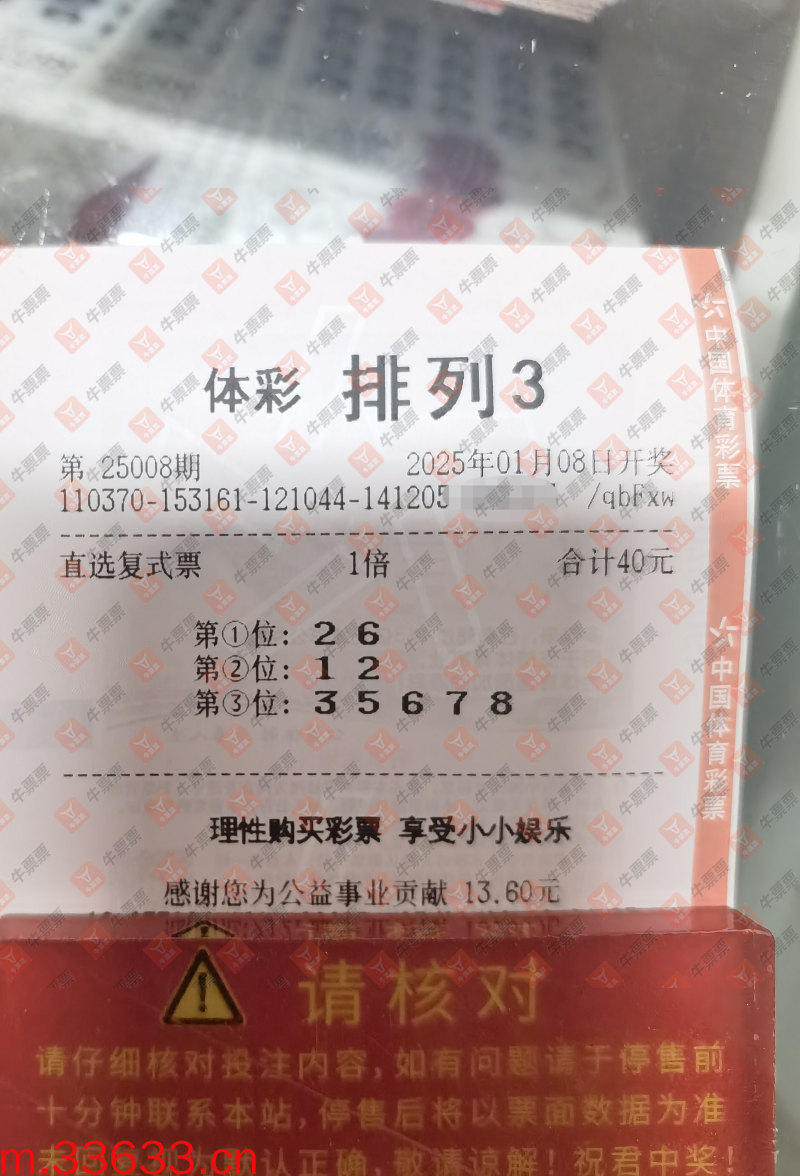 体彩 排列3
第 25008期 2025年01月08日开奖
110370-153161-121044-141205 /qbFxw
直选复式票 1倍 合计40元
第①位: 2 6
第②位: 1 2
第③位: 3 5 6 7 8
理性购买彩票 享受小小娱乐
感谢您为公益事业贡献 13.60元
中国体育彩票
中国体育彩票
请核对
请仔细核对投注内容,如有问题请于停售前
十分钟联系本站,停售后将以票面数据为准
认正确,敬请谅解!祝君中奖!
m.33633.cn
牛票票